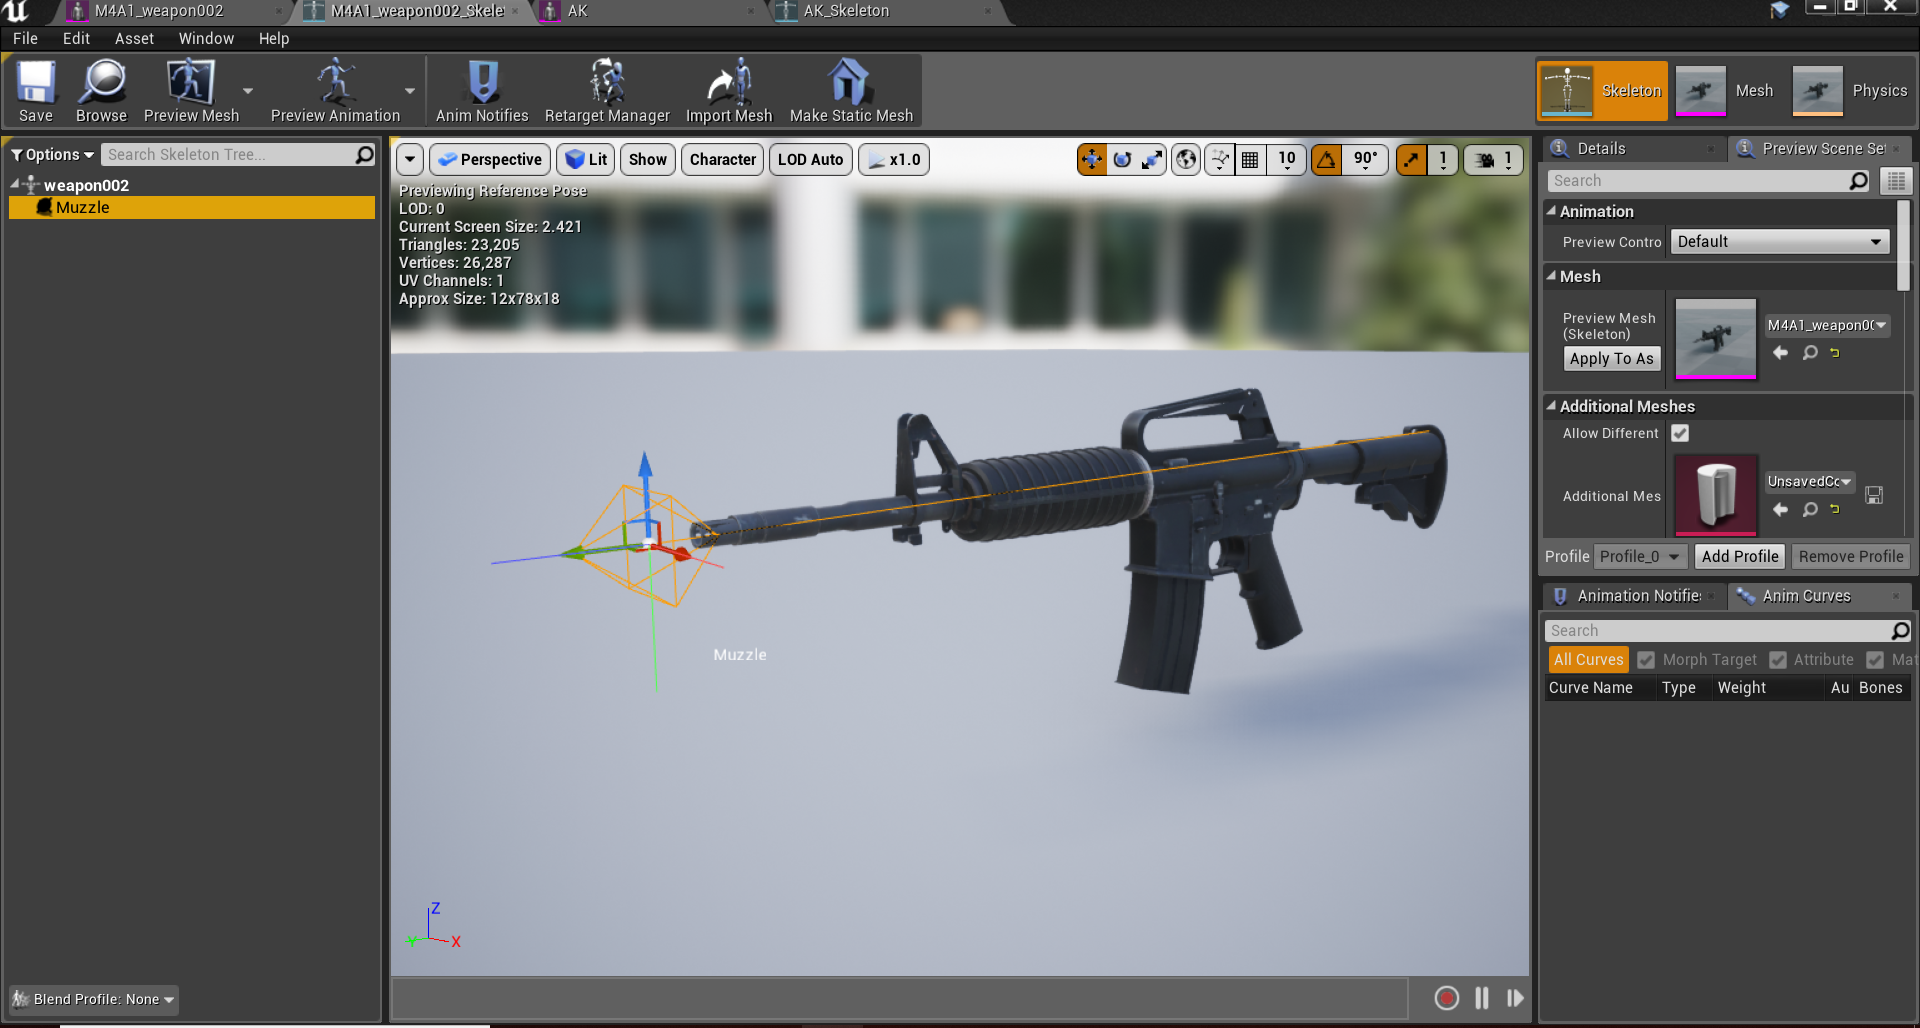 M4A1_weapon002
M4A1_weapon002_Skele
AK
AK_Skeleton
File Edit Asset Window Help
Save
Browse
Preview Mesh
Preview Animation
Anim Notifies
Retarget Manager
Import Mesh
Make Static Mesh
Skeleton
Mesh
Physics
Options
Search Skeleton Tree...
weapon002
Muzzle
Perspective
Lit
Show
Character
LOD Auto
x1.0
10
90°
1
1
Previewing Reference Pose
LOD: 0
Current Screen Size: 2.421
Triangles: 23,205
Vertices: 26,287
UV Channels: 1
Approx Size: 12x78x18
Muzzle
Z
Y
X
Blend Profile: None
Details
Preview Scene Set
Search
Animation
Preview Contro
Default
Mesh
Preview Mesh
(Skeleton)
Apply To As
M4A1_weapon00
Additional Meshes
Allow Different
Additional Mes
UnsavedCo
Profile
Profile_0
Add Profile
Remove Profile
Animation Notifies
Anim Curves
Search
All Curves
Morph Target
Attribute
Mat
Curve Name
Type
Weight
Au
Bones